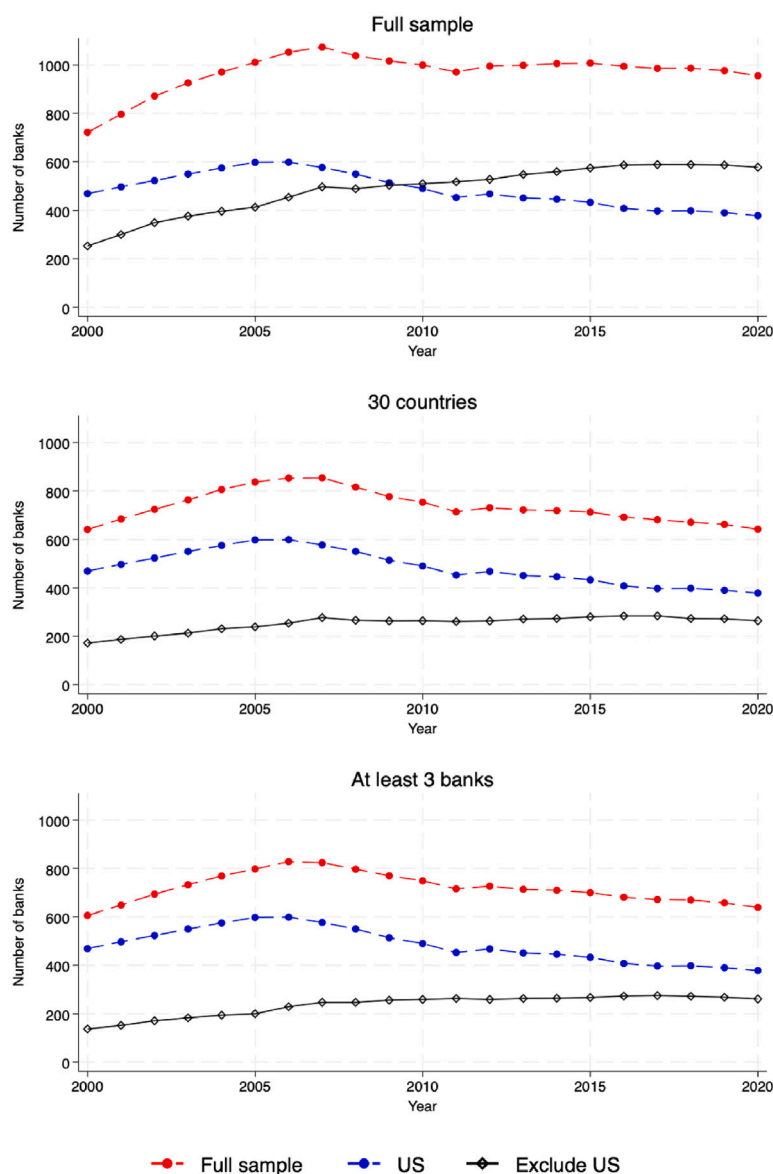 Full sample
Number of banks
1000
800
600
400
200
0
2000 2005 2010 2015 2020
Year
30 countries
Number of banks
1000
800
600
400
200
0
2000 2005 2010 2015 2020
Year
At least 3 banks
Number of banks
1000
800
600
400
200
0
2000 2005 2010 2015 2020
Year
Full sample US Exclude US